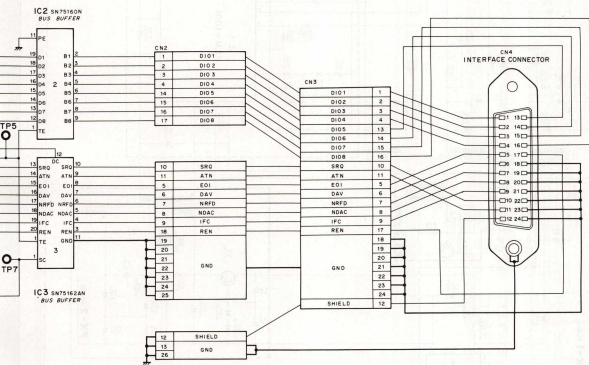 IC2 SN75160N
BUS BUFFER
11 PE
19 D1 B1 2
18 D2 B2 3
17 D3 B3 4
16 D4 B4 5
15 D5 B5 6
14 D6 B6 7
13 D7 B7 8
12 D8 B8 9
2
1 TE
TP5
12
DC
13 SRQ SRQ 10
14 ATN ATN 9
15 EOI EOI 8
16 DAV DAV 7
17 NRFD NRFD 6
18 NDAC NDAC 5
19 IFC IFC 4
20 REN REN 3
GND 11
TE
3
1 SC
TP7
IC3 SN75162AN
BUS BUFFER
CN2
1 DIO1
2 DIO2
3 DIO3
4 DIO4
14 DIO5
15 DIO6
16 DIO7
17 DIO8
10 SRQ
11 ATN
5 EOI
6 DAV
7 NRFD
8 NDAC
9 IFC
18 REN
19
20
21
22
23
24
25
GND
12 SHIELD
13 GND
26
CN3
DIO1 1
DIO2 2
DIO3 3
DIO4 4
DIO5 13
DIO6 14
DIO7 15
DIO8 16
SRQ 10
ATN 11
EOI 5
DAV 6
NRFD 7
NDAC 8
IFC 9
REN 17
18
19
20
21
22
23
24
GND
SHIELD 12
CN4
INTERFACE CONNECTOR
1 13
2 14
3 15
4 16
5 17
6 18
7 19
8 20
9 21
10 22
11 23
12 24